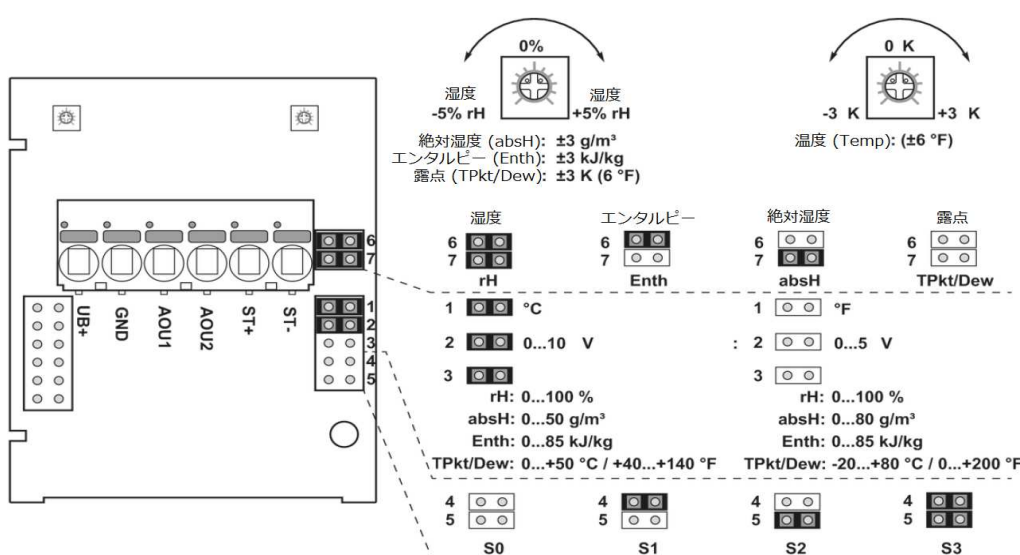 0%
湿度 湿度
-5% rH +5% rH
絶対湿度 (absH): ±3 g/m³
エンタルピー (Enth): ±3 kJ/kg
露点 (TPkt/Dew): ±3 K (6 °F)
0 K
-3 K +3 K
温度 (Temp): (±6 °F)
6
7
1
2
3
4
5
UB+
GND
AOU1
AOU2
ST+
ST-
湿度 エンタルピー 絶対湿度 露点
6 6 6 6
7 7 7 7
rH Enth absH TPkt/Dew
1 °C 1 °F
2 0...10 V : 2 0...5 V
3 3
rH: 0...100 % rH: 0...100 %
absH: 0...50 g/m³ absH: 0...80 g/m³
Enth: 0...85 kJ/kg Enth: 0...85 kJ/kg
TPkt/Dew: 0...+50 °C / +40...+140 °F TPkt/Dew: -20...+80 °C / 0...+200 °F
4 4 4 4
5 5 5 5
S0 S1 S2 S3